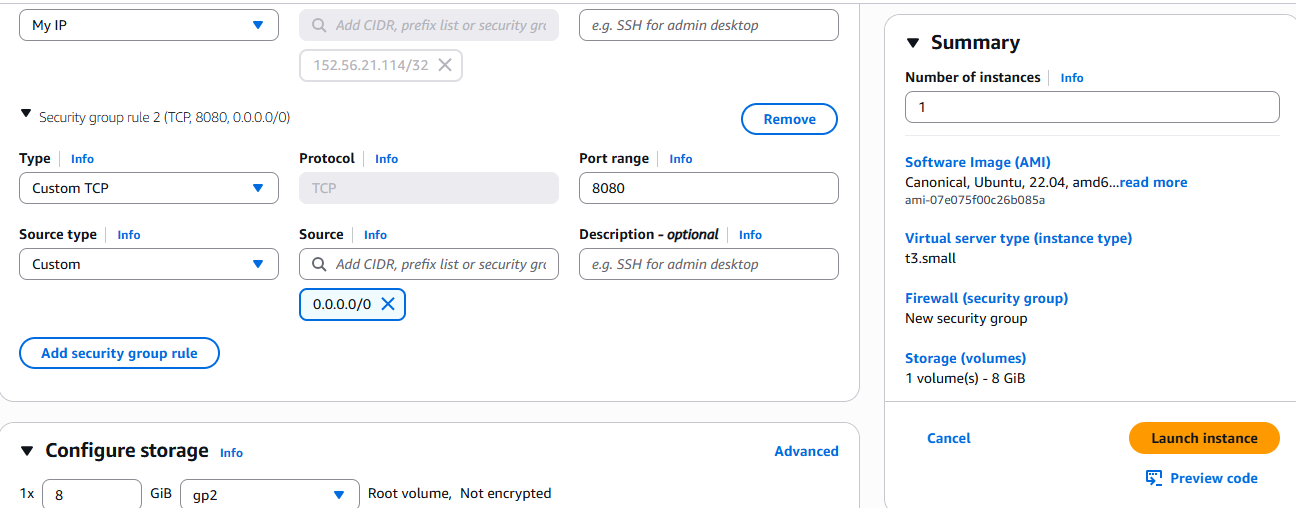 My IP
Add CIDR, prefix list or security gr
e.g. SSH for admin desktop
152.56.21.114/32
Security group rule 2 (TCP, 8080, 0.0.0.0/0)
Remove
Type Info
Protocol Info
Port range Info
Custom TCP
TCP
8080
Source type Info
Source Info
Description - optional Info
Custom
Add CIDR, prefix list or security gr
e.g. SSH for admin desktop
0.0.0.0/0
Add security group rule
Configure storage Info
Advanced
1x
8
GiB
gp2
Root volume, Not encrypted
Summary
Number of instances Info
1
Software Image (AMI)
Canonical, Ubuntu, 22.04, amd6...read more
ami-07e075f00c26b085a
Virtual server type (instance type)
t3.small
Firewall (security group)
New security group
Storage (volumes)
1 volume(s) - 8 GiB
Cancel
Launch instance
Preview code